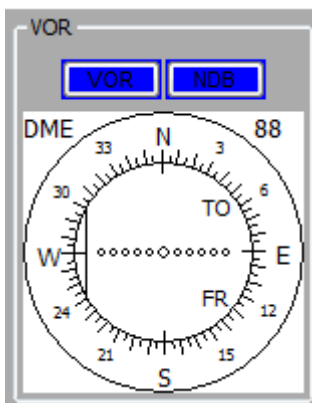 VOR
VOR NDB
DME 88
N
33 3
30 6
TO
W E
FR
24 12
21 15
S